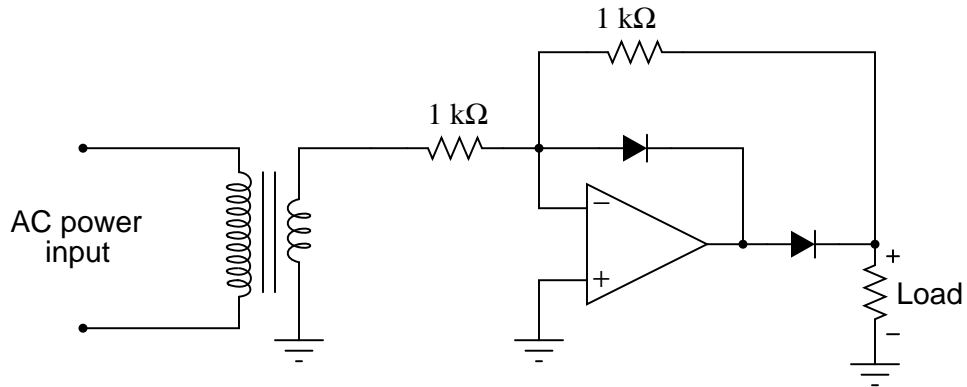 1 kΩ
1 kΩ
AC power
input
−
+
+
Load
−